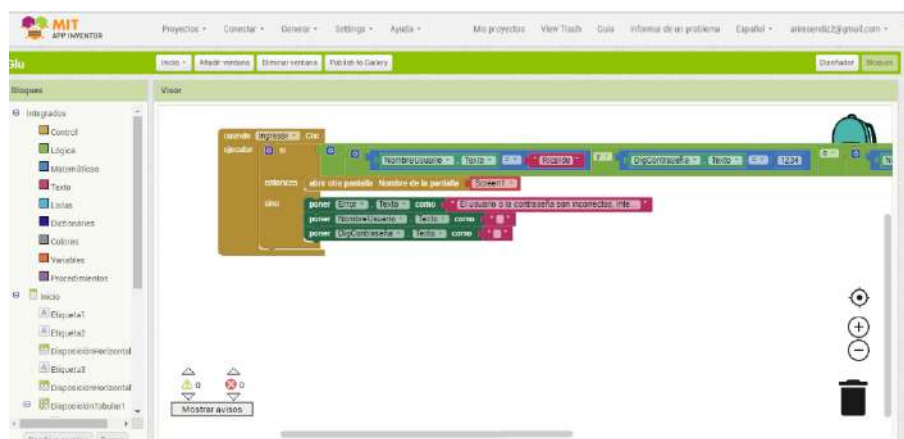 MIT
APP INVENTOR
Proyectos Conectar Generar Settings Ayuda Mis proyectos View Trash Guía Informar de un problema Español
Glu
Inicio Añadir ventana Eliminar ventana Publish to Gallery Diseñador Bloques
Bloques Visor
Integrados
Control
Lógica
Matemáticas
Texto
Listas
Dictionaries
Colores
Variables
Procedimientos
Inicio
Etiqueta1
Etiqueta2
DisposiciónHorizontal
Etiqueta3
DisposiciónHorizontal
DisposiciónTabular1
cuando Ingresar . Clic
ejecutar si NombreUsuario . Texto = " Ricardo " y DigContraseña . Texto = 1234 o
entonces abrir otra pantalla Nombre de la pantalla Screen1
sino poner Error . Texto como " El usuario o la contraseña son incorrectos, inte... "
poner NombreUsuario . Texto como " "
poner DigContraseña . Texto como " "
0 0
Mostrar avisos